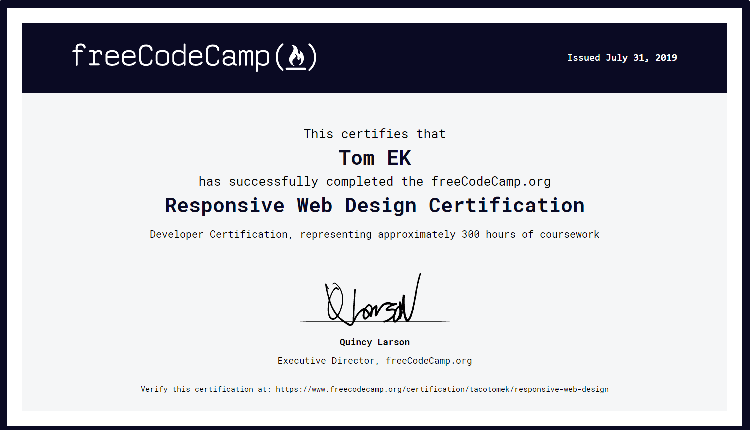 freeCodeCamp(🔥)
Issued July 31, 2019
This certifies that
Tom EK
has successfully completed the freeCodeCamp.org
Responsive Web Design Certification
Developer Certification, representing approximately 300 hours of coursework
Q Larson
Quincy Larson
Executive Director, freeCodeCamp.org
Verify this certification at: https://www.freecodecamp.org/certification/tacotomek/responsive-web-design